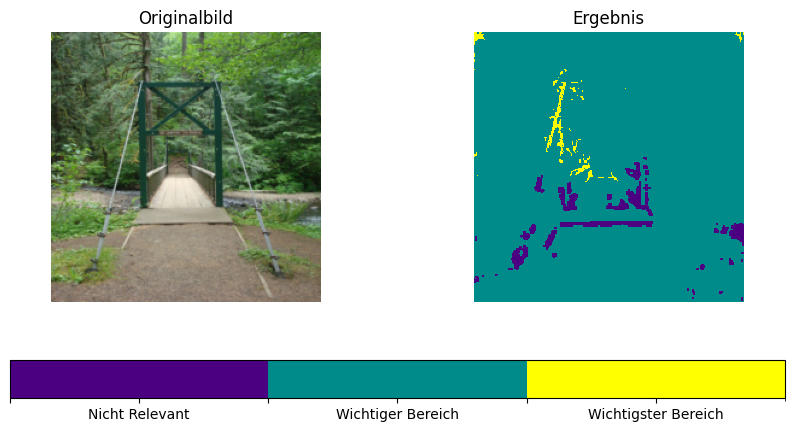 Originalbild
Ergebnis
Nicht Relevant
Wichtiger Bereich
Wichtigster Bereich